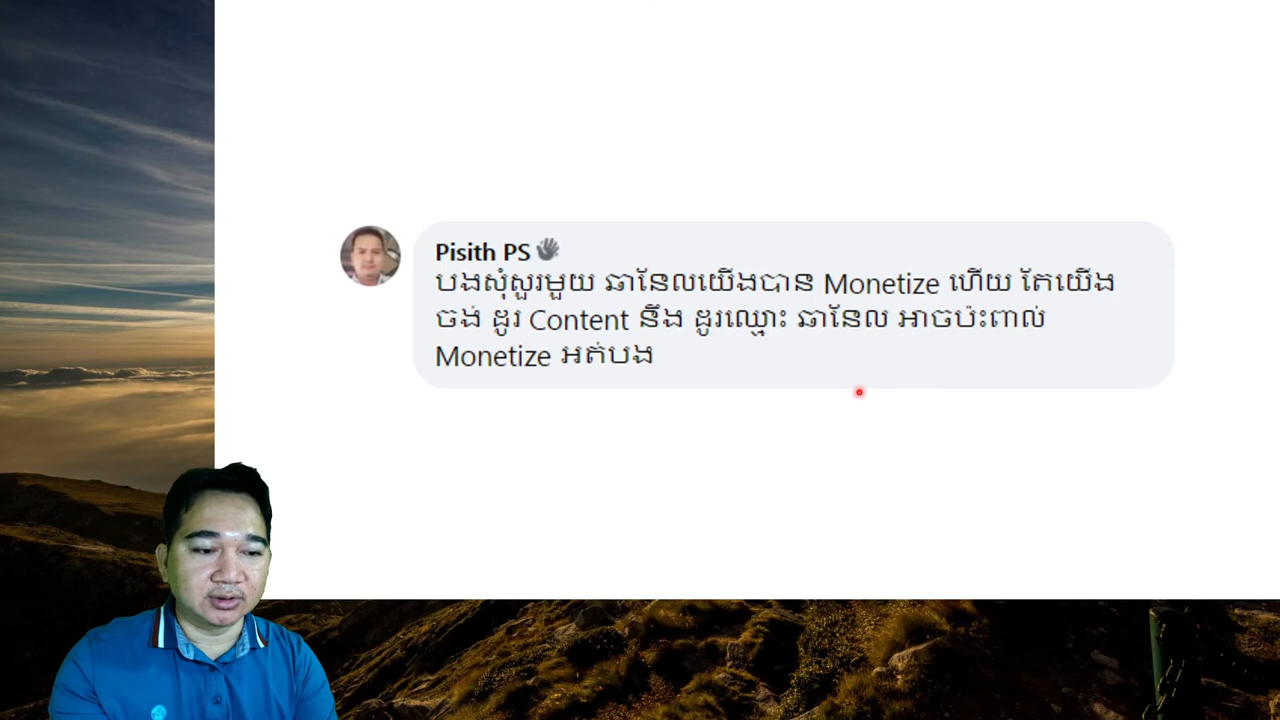 Pisith PS
បងសុំសួរមួយ ឆានែលយើងបាន Monetize ហើយ តែយើង
ចង់ ដូរ Content នឹង ដូរឈ្មោះ ឆានែល អាចប៉ះពាល់
Monetize អត់បង